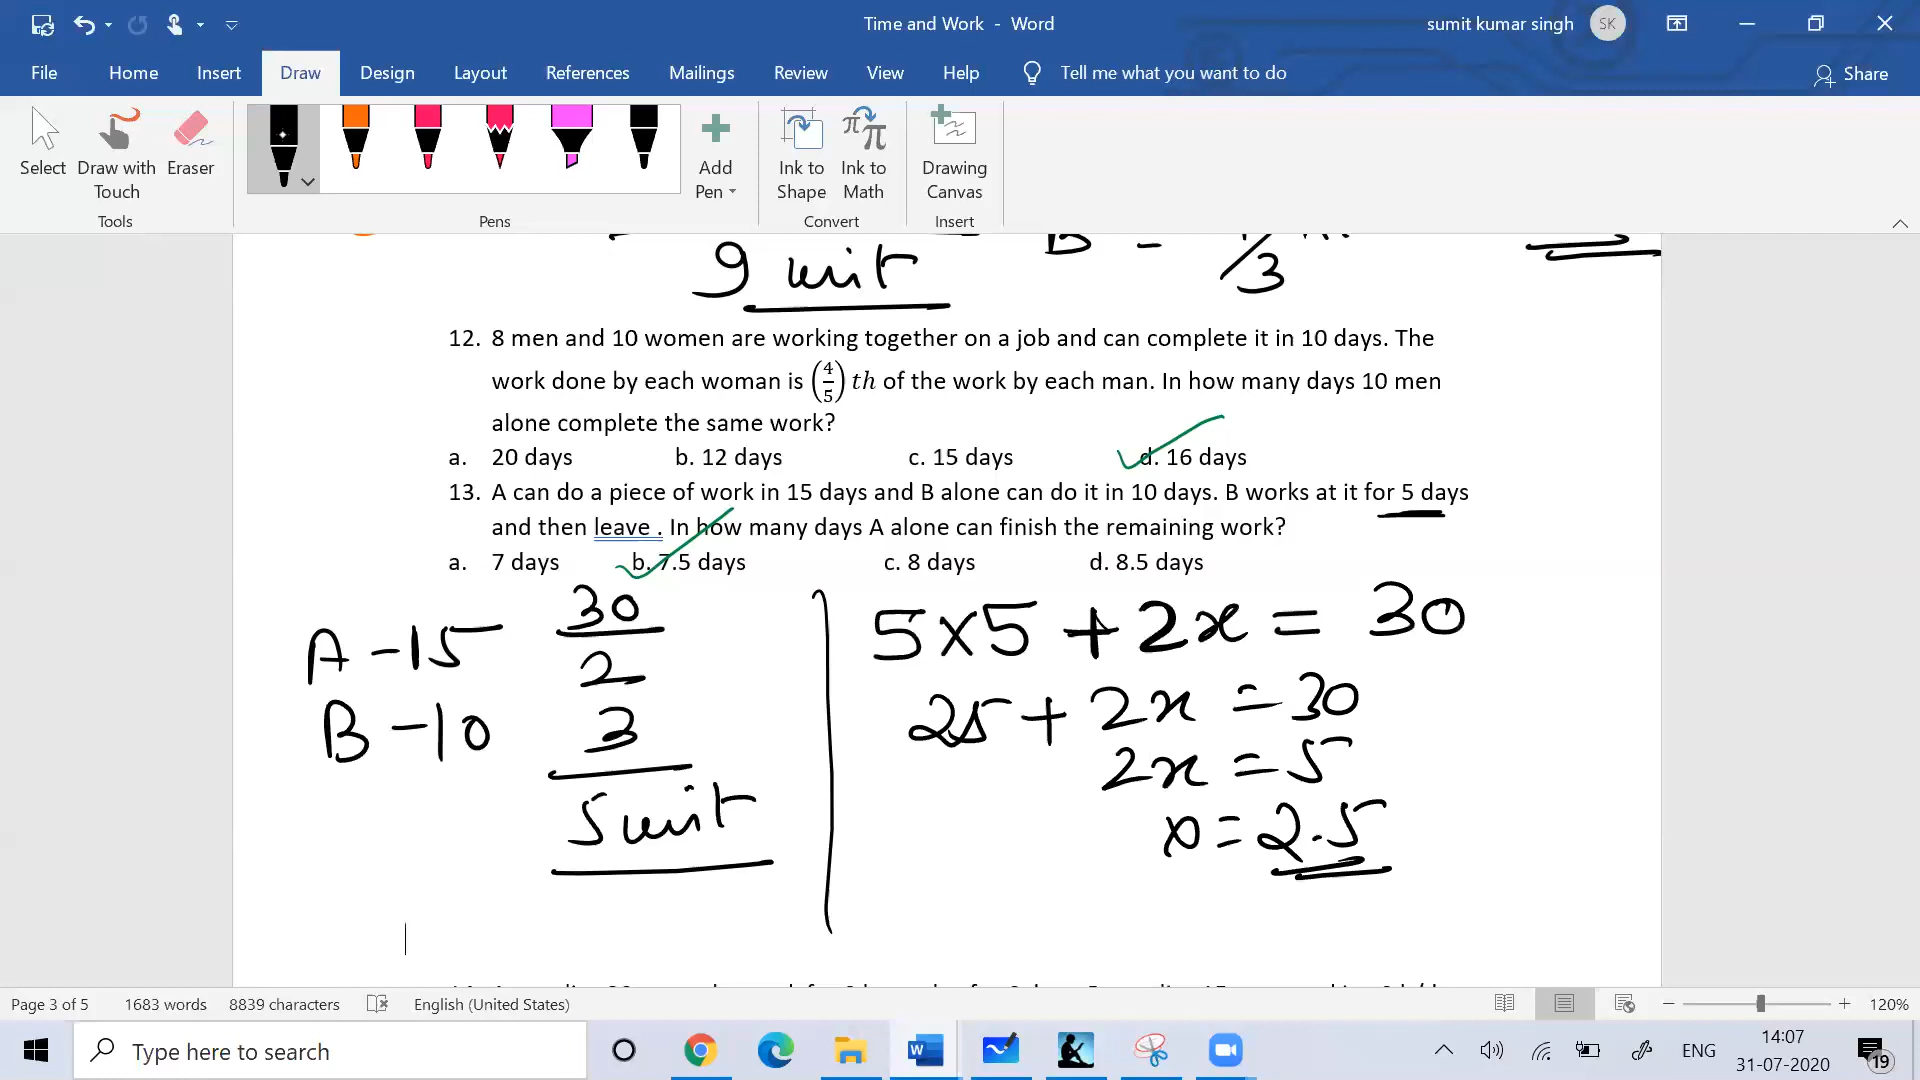 Time and Work - Word
sumit kumar singh
SK
File Home Insert Draw Design Layout References Mailings Review View Help Tell me what you want to do Share
Select Draw with Touch Eraser Add Pen Ink to Shape Ink to Math Drawing Canvas
Tools Pens Convert Insert
9 unit
B -
/3
12. 8 men and 10 women are working together on a job and can complete it in 10 days. The
work done by each woman is (4/5) th of the work by each man. In how many days 10 men
alone complete the same work?
a. 20 days b. 12 days c. 15 days d. 16 days
13. A can do a piece of work in 15 days and B alone can do it in 10 days. B works at it for 5 days
and then leave . In how many days A alone can finish the remaining work?
a. 7 days b. 7.5 days c. 8 days d. 8.5 days
30
A - 15
2
B - 10
3
5 unit
5 x 5 + 2x = 30
25 + 2x = 30
2x = 5
x = 2.5
Page 3 of 5 1683 words 8839 characters English (United States) 120%
Type here to search
ENG
14:07
31-07-2020
19